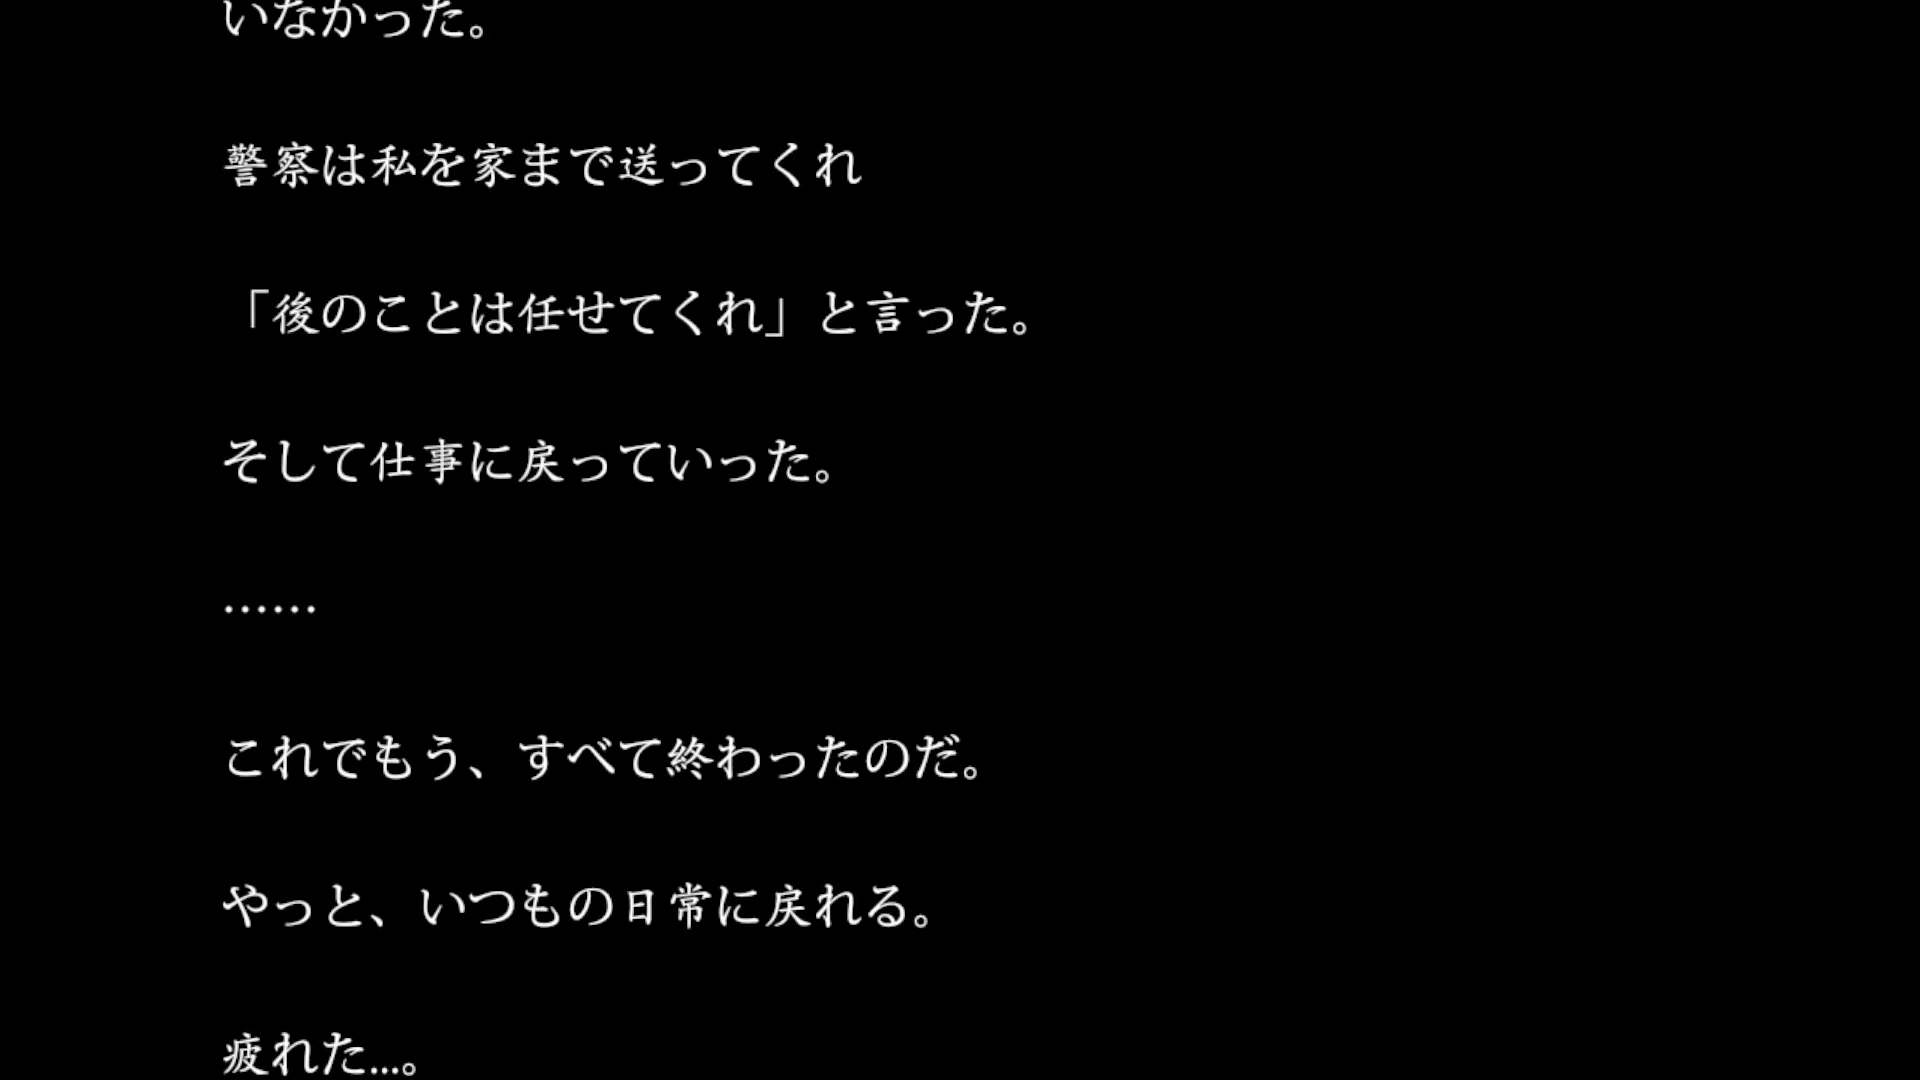 いなかった。
警察は私を家まで送ってくれ
「後のことは任せてくれ」と言った。
そして仕事に戻っていった。
……
これでもう、すべて終わったのだ。
やっと、いつもの日常に戻れる。
疲れた...。